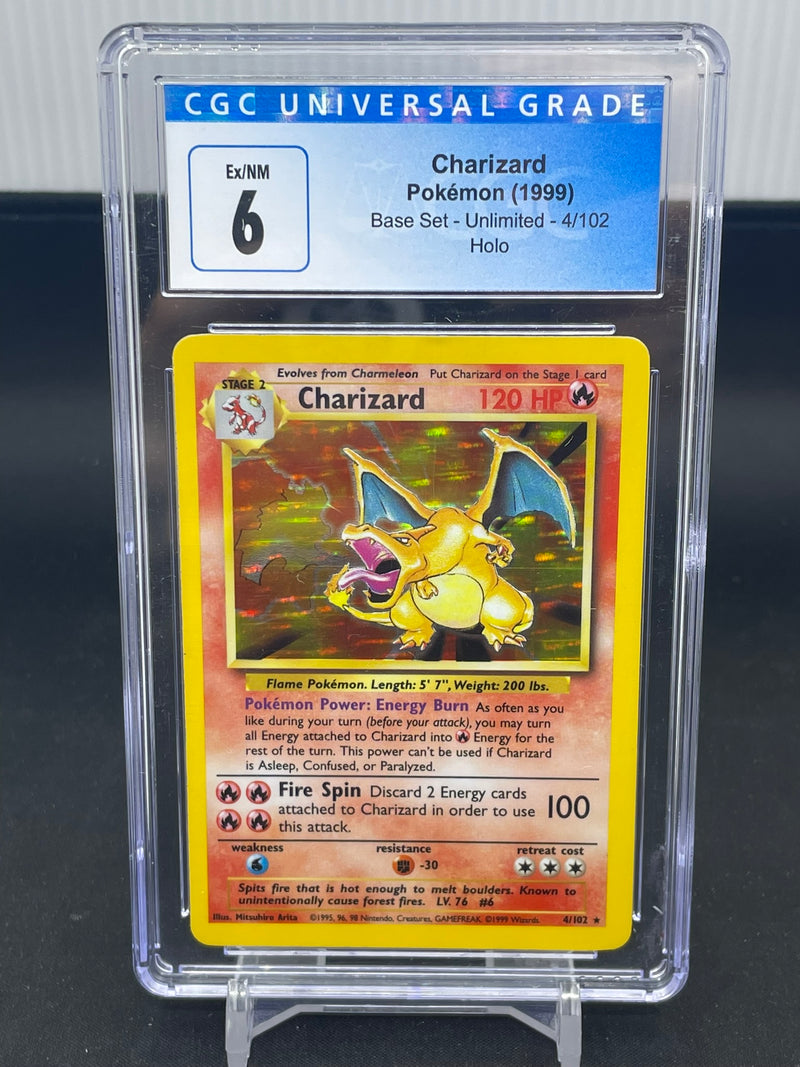 CGC UNIVERSAL GRADE
Ex/NM
6
Charizard
Pokémon (1999)
Base Set - Unlimited - 4/102
Holo
Evolves from Charmeleon Put Charizard on the Stage 1 card
STAGE 2
Charizard 120 HP
Flame Pokémon. Length: 5' 7", Weight: 200 lbs.
Pokémon Power: Energy Burn As often as you
like during your turn (before your attack), you may turn
all Energy attached to Charizard into Energy for the
rest of the turn. This power can't be used if Charizard
is Asleep, Confused, or Paralyzed.
Fire Spin Discard 2 Energy cards
attached to Charizard in order to use 100
this attack.
weakness resistance retreat cost
-30
Spits fire that is hot enough to melt boulders. Known to
unintentionally cause forest fires. LV. 76 #6
Illus. Mitsuhiro Arita ©1995, 96, 98 Nintendo, Creatures, GAMEFREAK. ©1999 Wizards. 4/102 ★